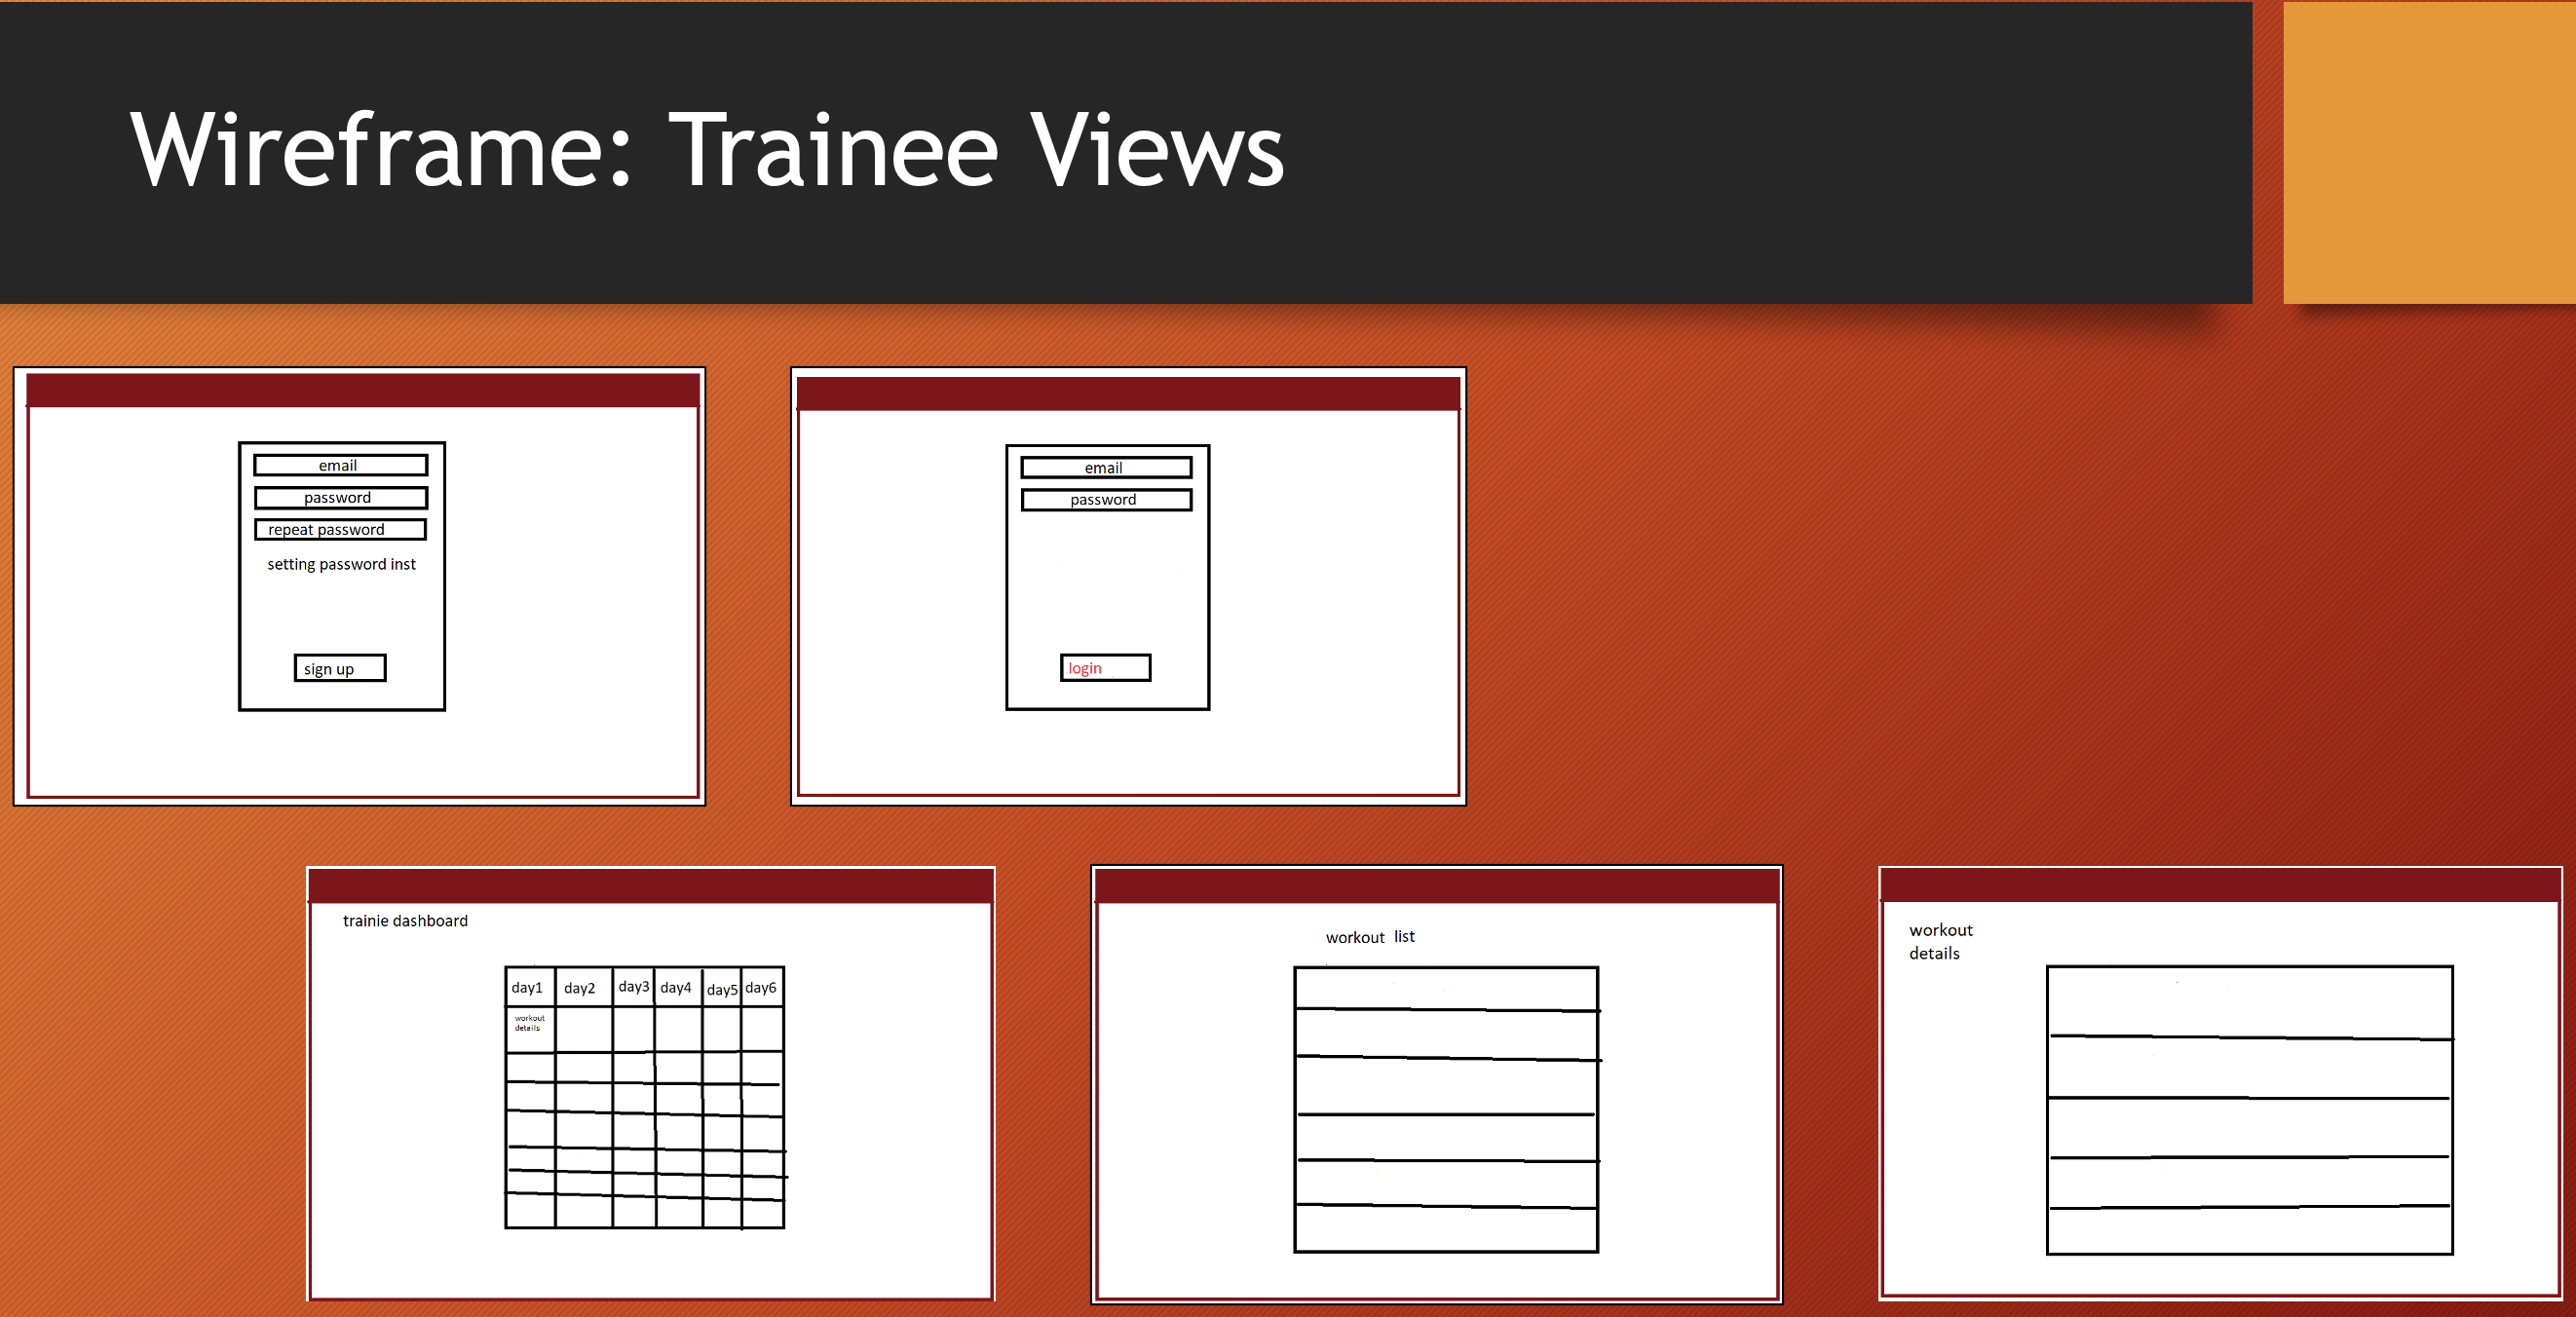 Wireframe: Trainee Views
email
password
repeat password
setting password inst
sign up
email
password
login
trainie dashboard
day1 day2 day3 day4 day5 day6
workout
details
workout list
workout
details